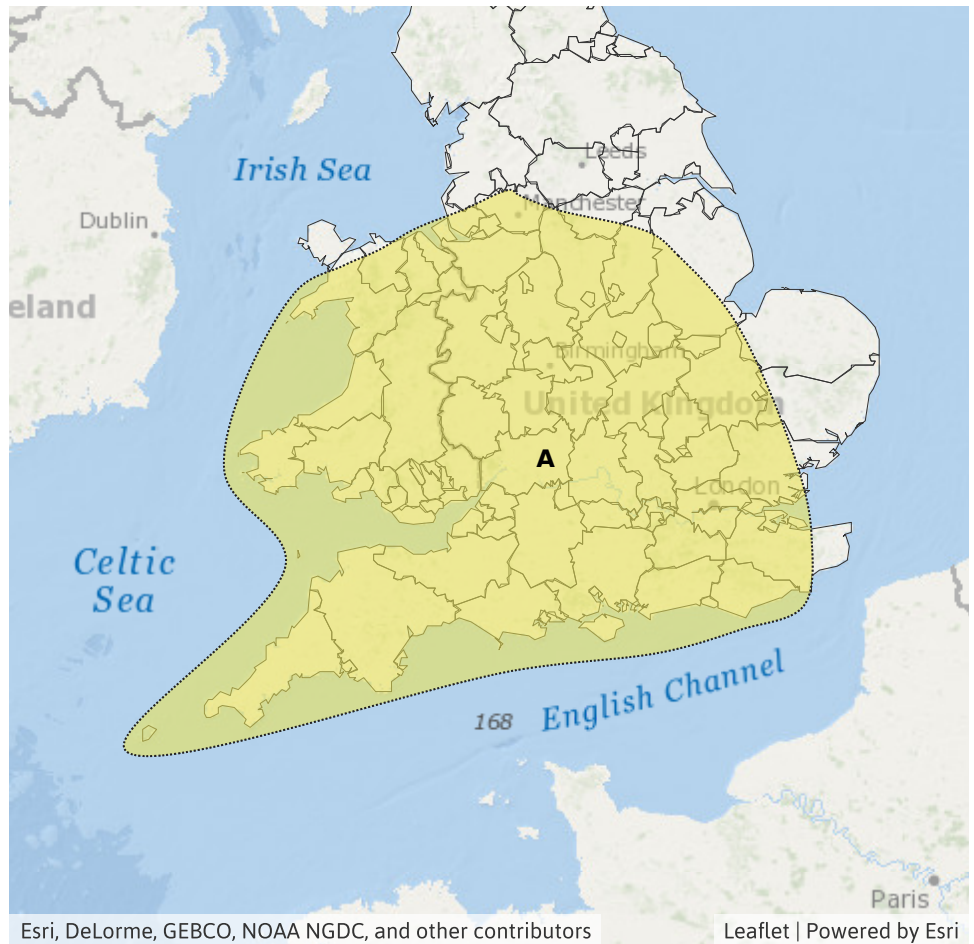 Leeds
Irish Sea
Manchester
Dublin
eland
Birmingham
United Kingdom
A
London
Celtic
Sea
English Channel
168
Paris
Esri, DeLorme, GEBCO, NOAA NGDC, and other contributors
Leaflet | Powered by Esri